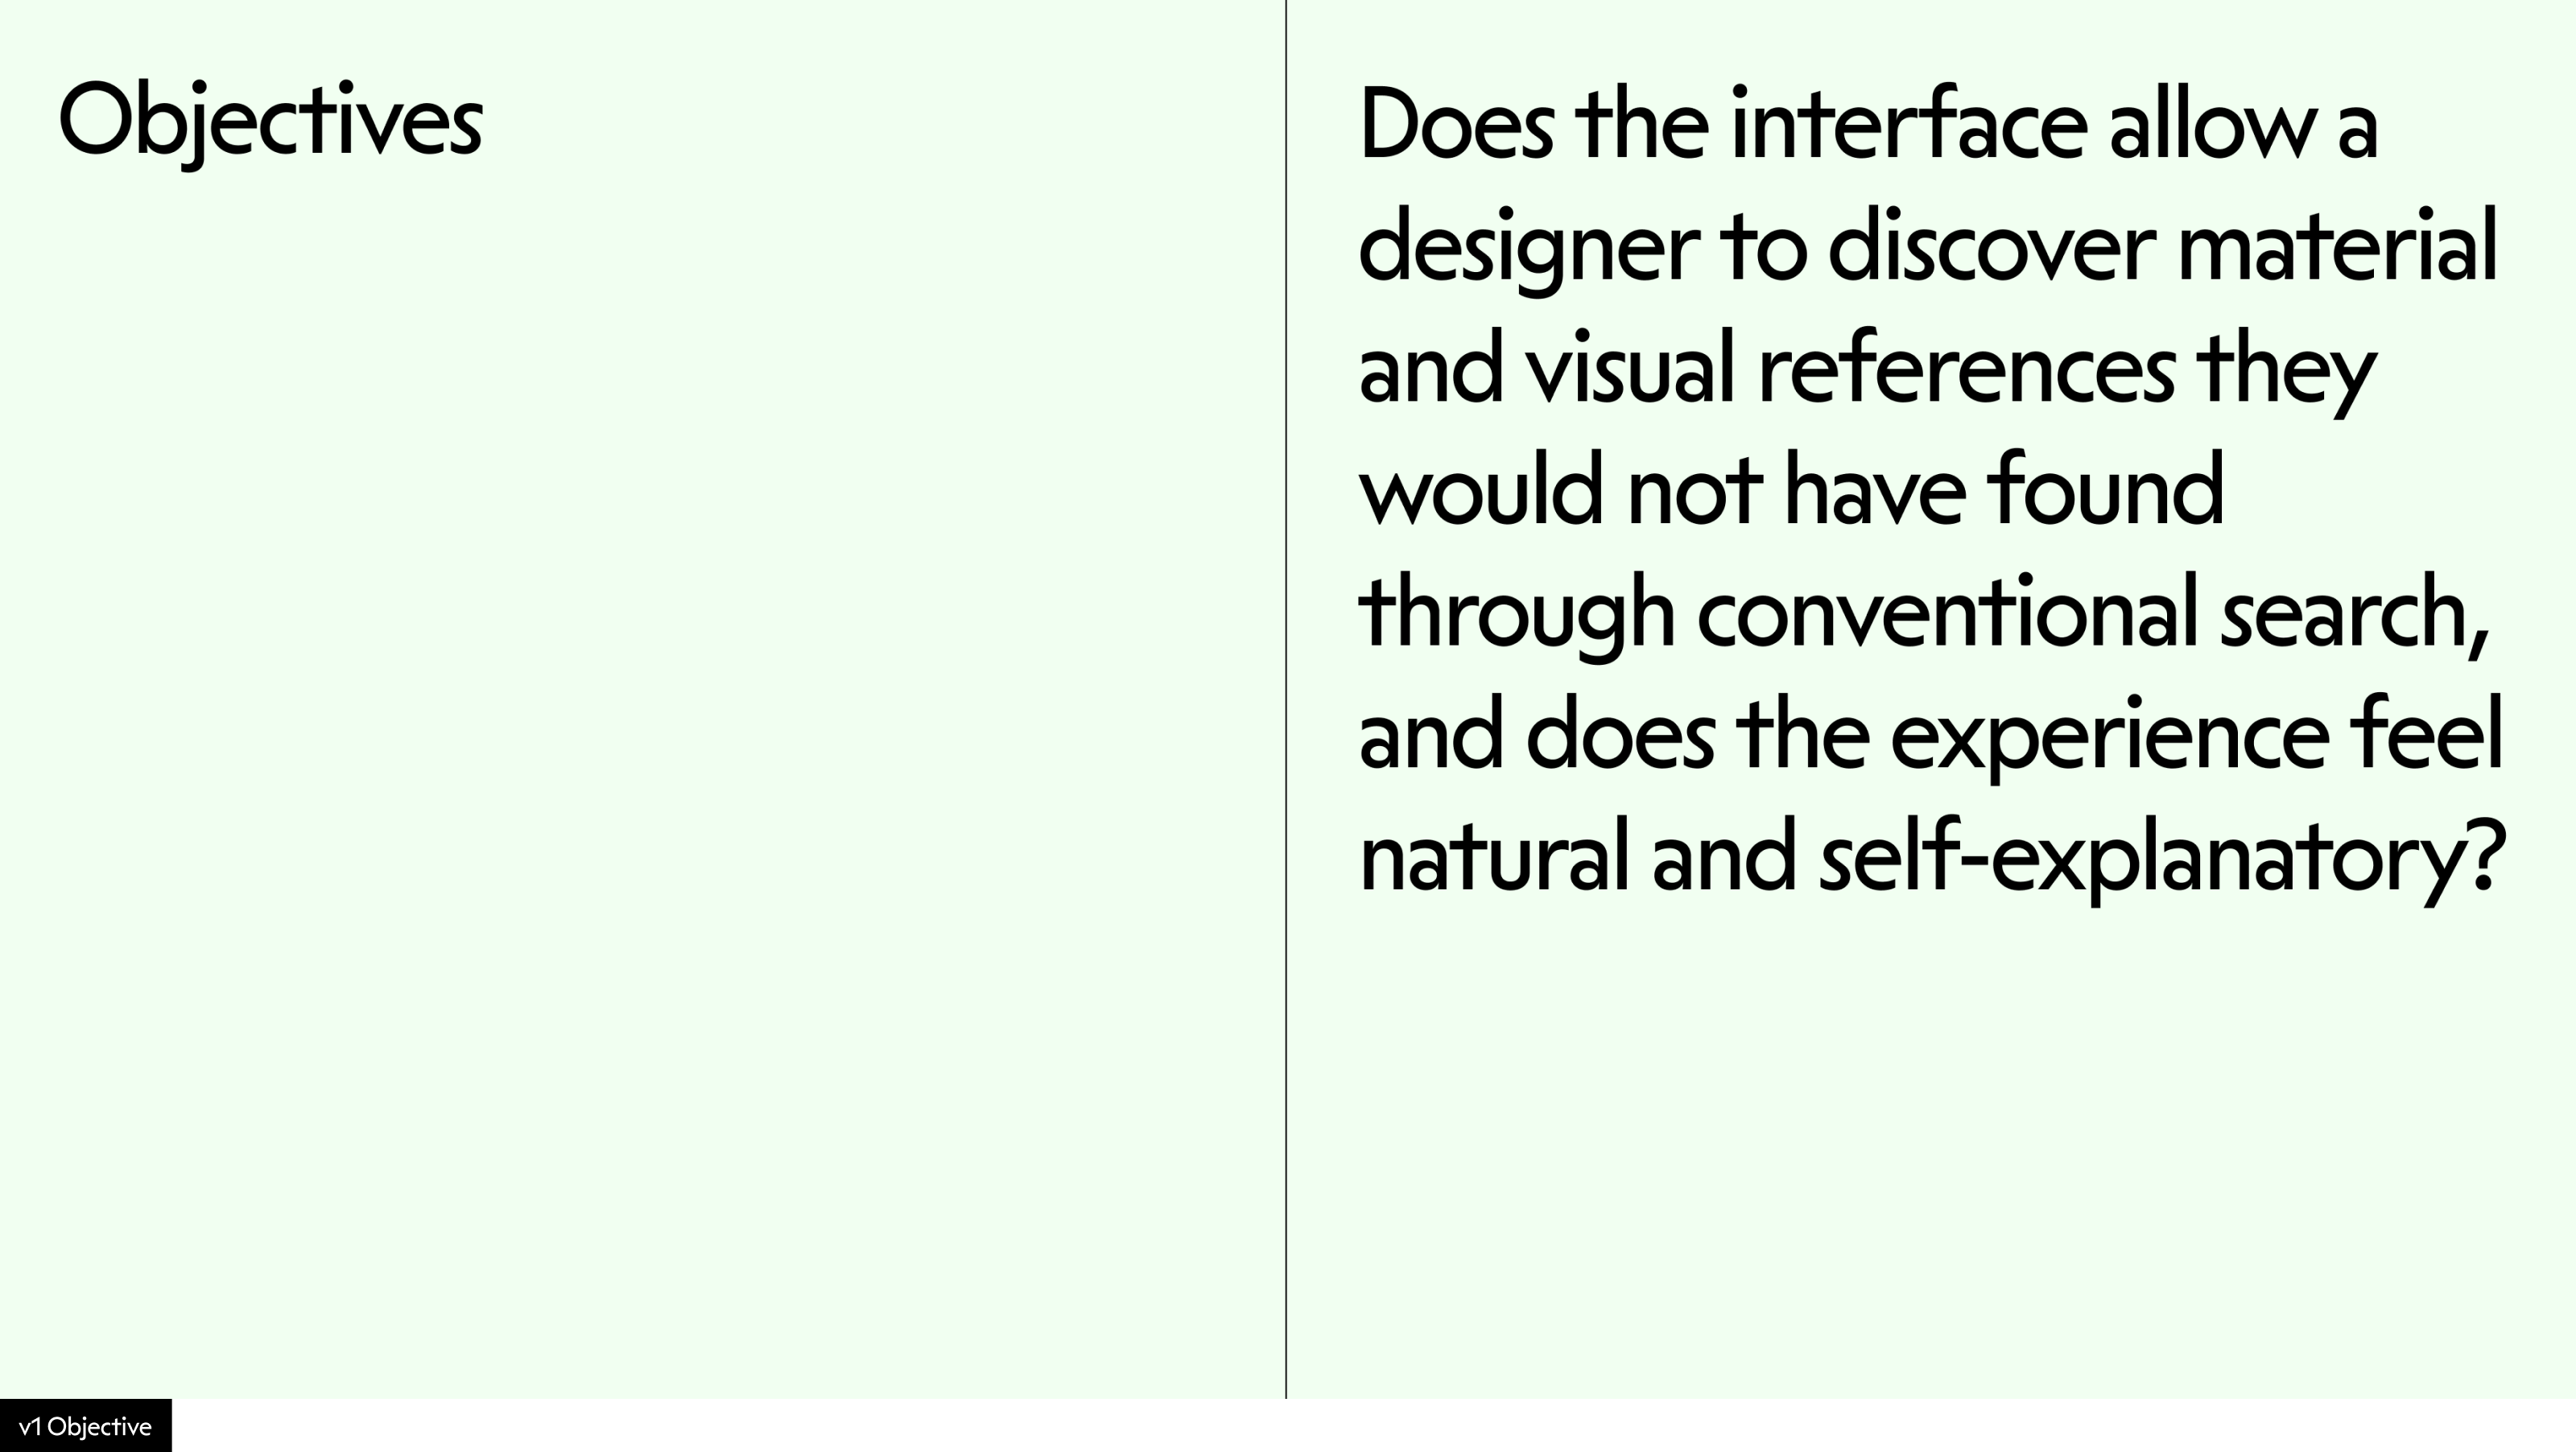 Objectives
Does the interface allow a
designer to discover material
and visual references they
would not have found
through conventional search,
and does the experience feel
natural and self-explanatory?
v1 Objective